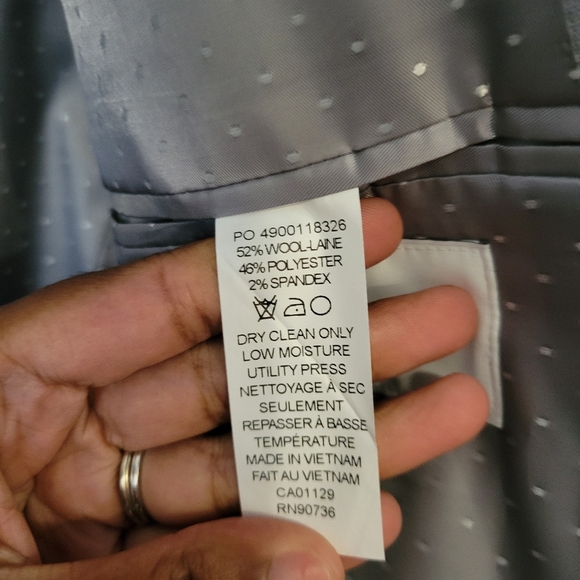 PO 4900118326
52% WOOL-LAINE
46% POLYESTER
2% SPANDEX
DRY CLEAN ONLY
LOW MOISTURE
UTILITY PRESS
NETTOYAGE À SEC
SEULEMENT
REPASSER À BASSE
TEMPÉRATURE
MADE IN VIETNAM
FAIT AU VIETNAM
CA01129
RN90736